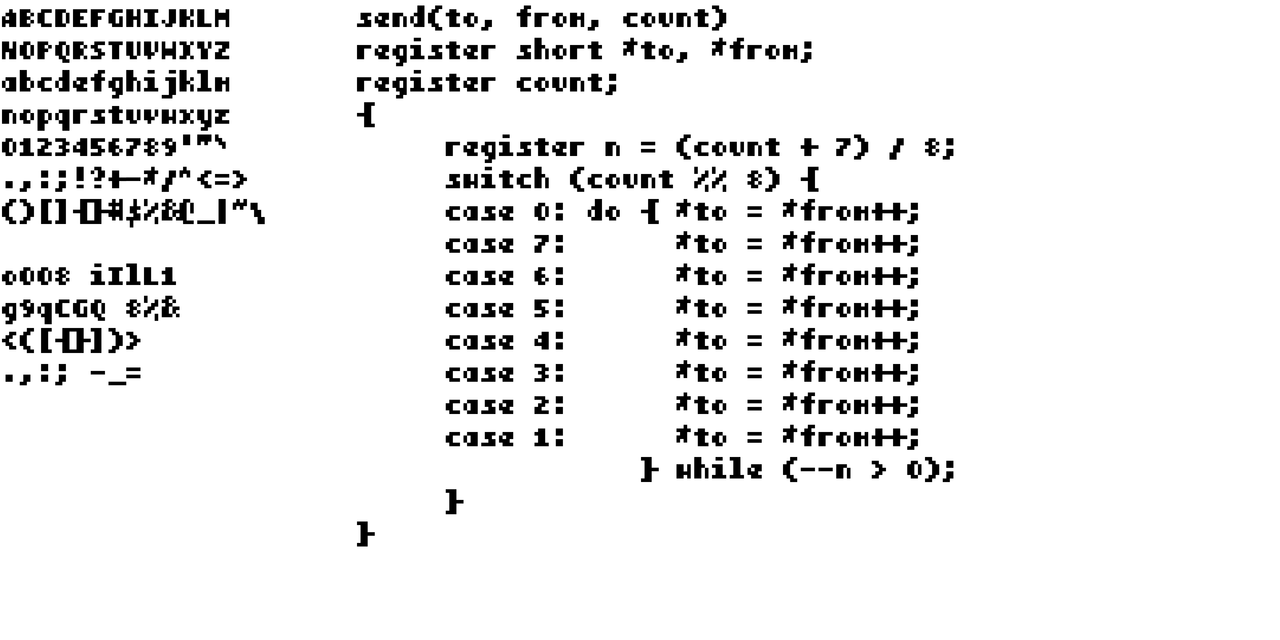 ABCDEFGHIJKLM
NOPQRSTUVWXYZ
abcdefghijklm
nopqrstuvwxyz
0123456789'"`
.,:;!?+-*/^<=>
()[]{}#$%&@_|~\
oO08 iIlL1
g9qCGQ 8%&
<([{}])>
.,:; -_=
send(to, from, count)
register short *to, *from;
register count;
{
     register n = (count + 7) / 8;
     switch (count %% 8) {
     case 0: do { *to = *from++;
     case 7:      *to = *from++;
     case 6:      *to = *from++;
     case 5:      *to = *from++;
     case 4:      *to = *from++;
     case 3:      *to = *from++;
     case 2:      *to = *from++;
     case 1:      *to = *from++;
                } while (--n > 0);
     }
}